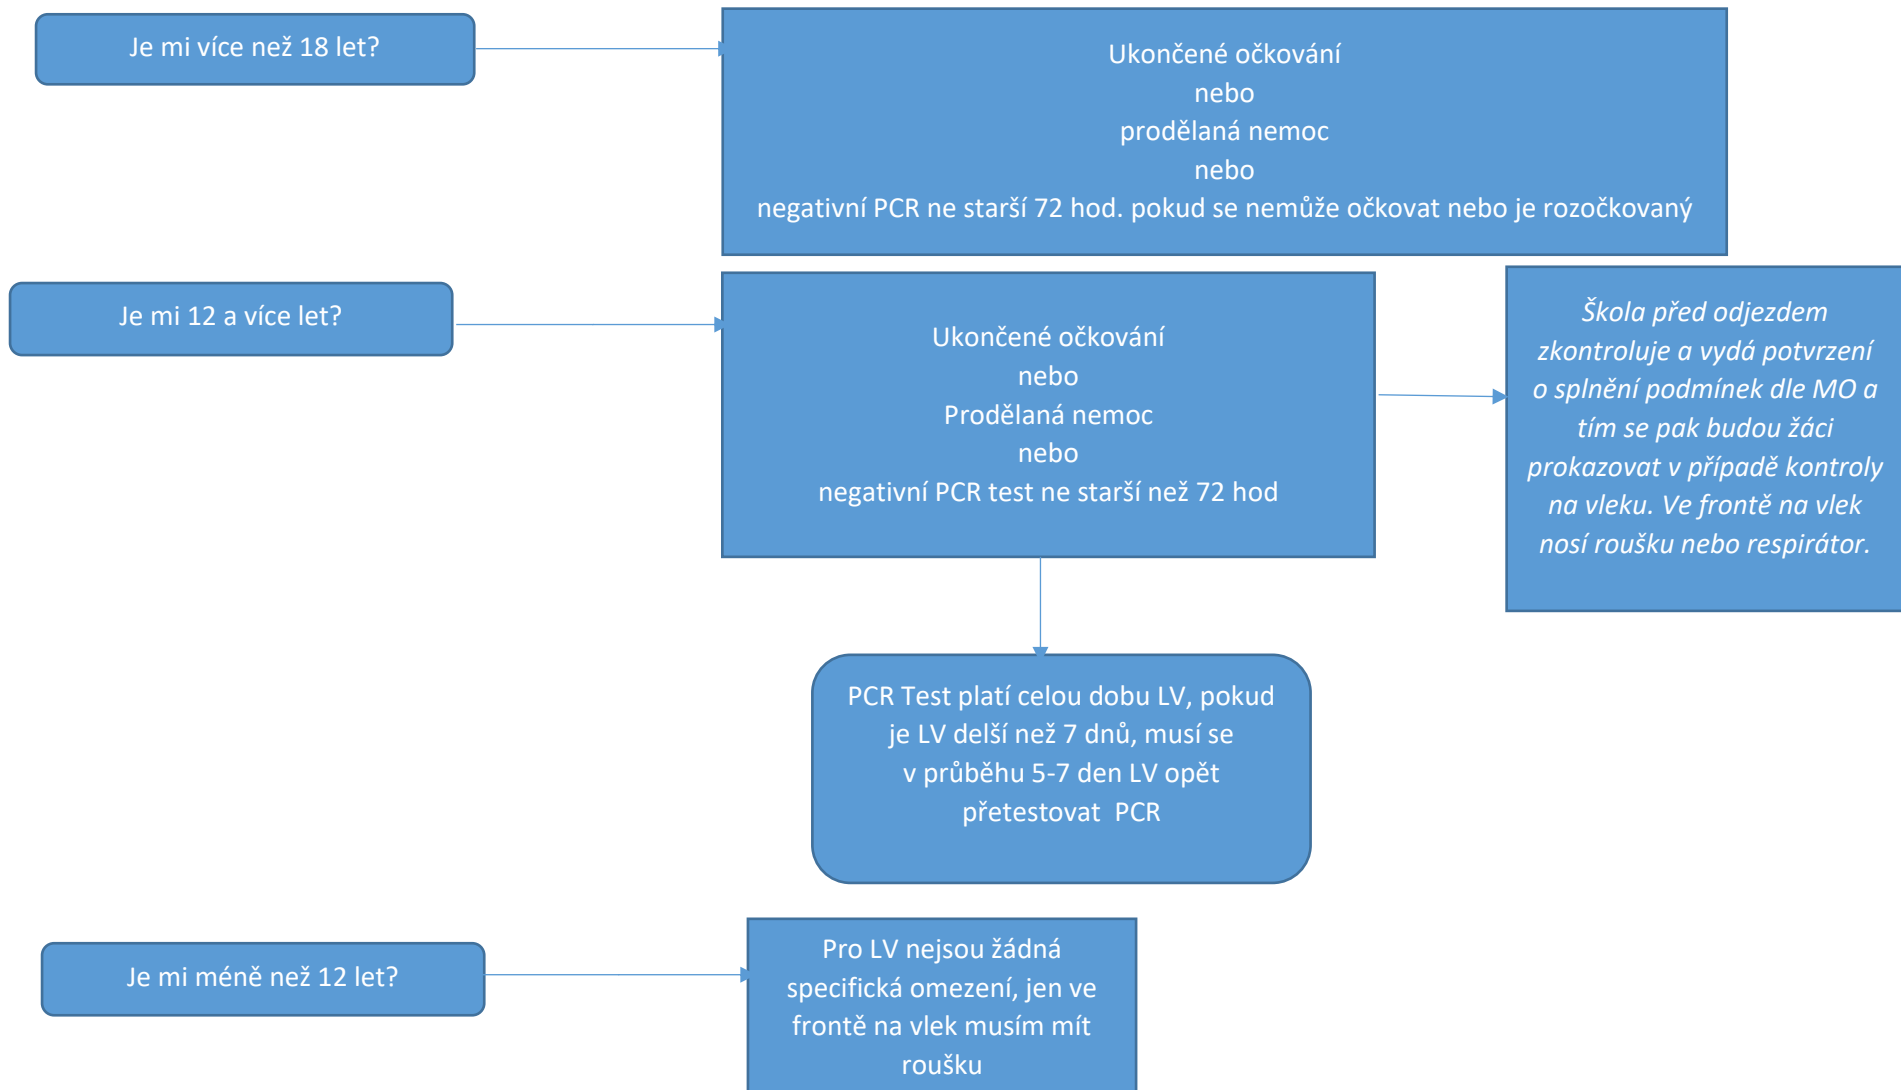 Je mi více než 18 let?
Ukončené očkování
nebo
prodělaná nemoc
nebo
negativní PCR ne starší 72 hod. pokud se nemůže očkovat nebo je rozočkovaný
Je mi 12 a více let?
Ukončené očkování
nebo
Prodělaná nemoc
nebo
negativní PCR test ne starší než 72 hod
Škola před odjezdem
zkontroluje a vydá potvrzení
o splnění podmínek dle MO a
tím se pak budou žáci
prokazovat v případě kontroly
na vleku. Ve frontě na vlek
nosí roušku nebo respirátor.
PCR Test platí celou dobu LV, pokud
je LV delší než 7 dnů, musí se
v průběhu 5-7 den LV opět
přetestovat  PCR
Je mi méně než 12 let?
Pro LV nejsou žádná
specifická omezení, jen ve
frontě na vlek musím mít
roušku